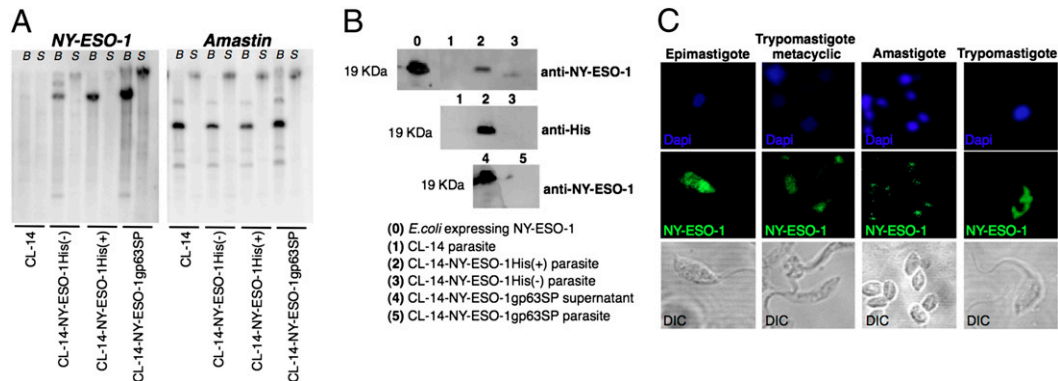 A
NY-ESO-1
Amastin
B S B S B S B S
B S B S B S B S
CL-14
CL-14-NY-ESO-1His(-)
CL-14-NY-ESO-1His(+)
CL-14-NY-ESO-1gp63SP
CL-14
CL-14-NY-ESO-1His(-)
CL-14-NY-ESO-1His(+)
CL-14-NY-ESO-1gp63SP
B
0 1 2 3
19 KDa
anti-NY-ESO-1
1 2 3
19 KDa
anti-His
4 5
19 KDa
anti-NY-ESO-1
(0) E.coli expressing NY-ESO-1
(1) CL-14 parasite
(2) CL-14-NY-ESO-1His(+) parasite
(3) CL-14-NY-ESO-1His(-) parasite
(4) CL-14-NY-ESO-1gp63SP supernatant
(5) CL-14-NY-ESO-1gp63SP parasite
C
Epimastigote
Trypomastigote
metacyclic
Amastigote
Trypomastigote
Dapi
Dapi
Dapi
Dapi
NY-ESO-1
NY-ESO-1
NY-ESO-1
NY-ESO-1
DIC
DIC
DIC
DIC